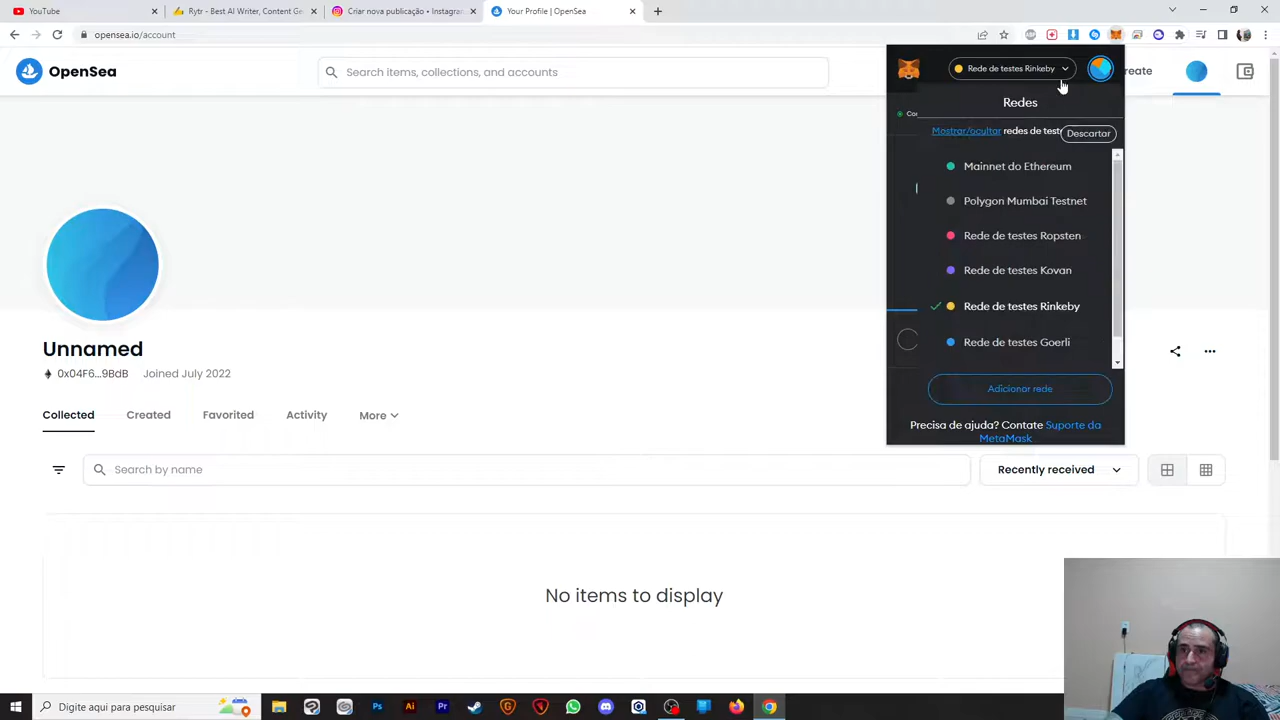 YouTube
Rytr - Best AI Writer, Content Ge
Criar nova publicação • Instagram
Your Profile | OpenSea
opensea.io/account
OpenSea
Search items, collections, and accounts
Rede de testes Rinkeby
reate
Redes
Mostrar/ocultar redes de test
Descartar
Mainnet do Ethereum
Polygon Mumbai Testnet
Rede de testes Ropsten
Rede de testes Kovan
Rede de testes Rinkeby
Rede de testes Goerli
Adicionar rede
Precisa de ajuda? Contate Suporte da
MetaMask
Unnamed
0x04F6...9BdB Joined July 2022
Collected Created Favorited Activity More
Search by name
Recently received
No items to display
Digite aqui para pesquisar